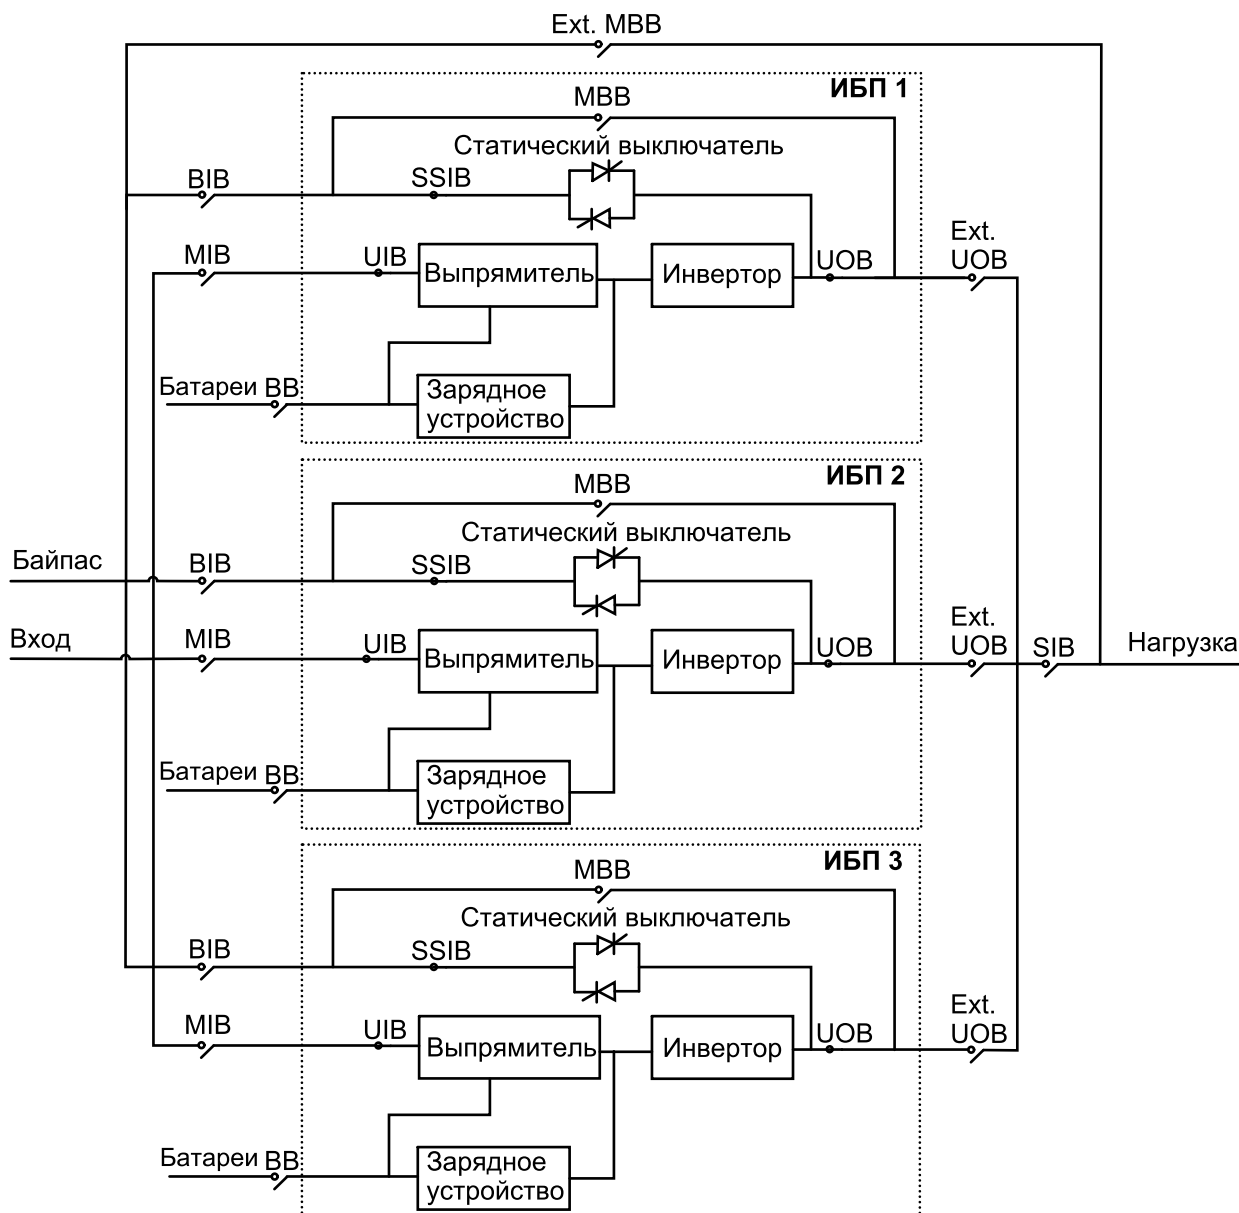 Ext. MBB
ИБП 1
MBB
Статический выключатель
BIB
SSIB
MIB
UIB
Выпрямитель
Инвертор
UOB
Ext.
UOB
Батареи BB
Зарядное
устройство
ИБП 2
MBB
Статический выключатель
Байпас
BIB
SSIB
Вход
MIB
UIB
Выпрямитель
Инвертор
UOB
Ext.
UOB
SIB
Нагрузка
Батареи BB
Зарядное
устройство
ИБП 3
MBB
Статический выключатель
BIB
SSIB
MIB
UIB
Выпрямитель
Инвертор
UOB
Ext.
UOB
Батареи BB
Зарядное
устройство